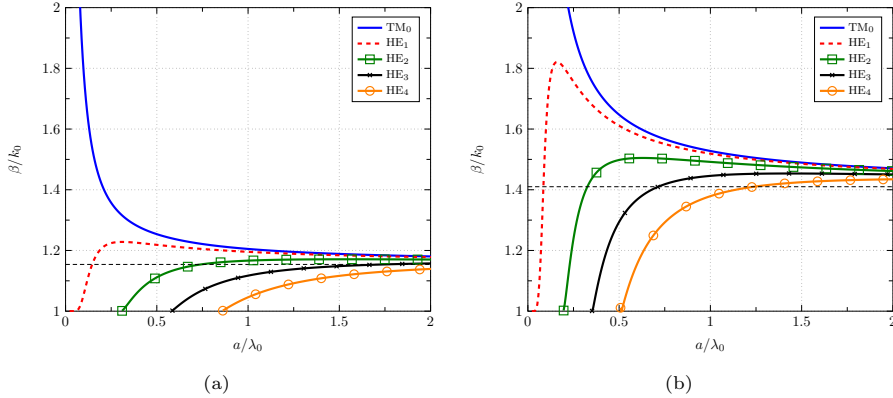 2
1.8
1.6
1.4
1.2
1
β/k₀
0
0.5
1
1.5
2
a/λ₀
TM₀
HE₁
HE₂
HE₃
HE₄
(a)
2
1.8
1.6
1.4
1.2
1
β/k₀
0
0.5
1
1.5
2
a/λ₀
TM₀
HE₁
HE₂
HE₃
HE₄
(b)